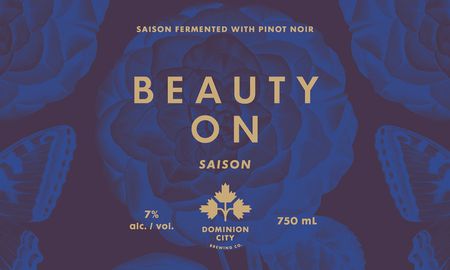 SAISON FERMENTED WITH PINOT NOIR
BEAUTY
ON
SAISON
7%
alc. / vol.
750 mL
DOMINION
CITY
BREWING CO.